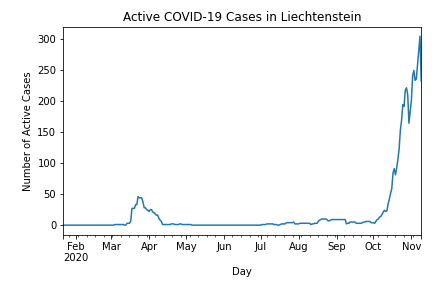 Active COVID-19 Cases in Liechtenstein
300
250
200
150
100
50
0
Number of Active Cases
Feb
2020
Mar
Apr
May
Jun
Jul
Aug
Sep
Oct
Nov
Day